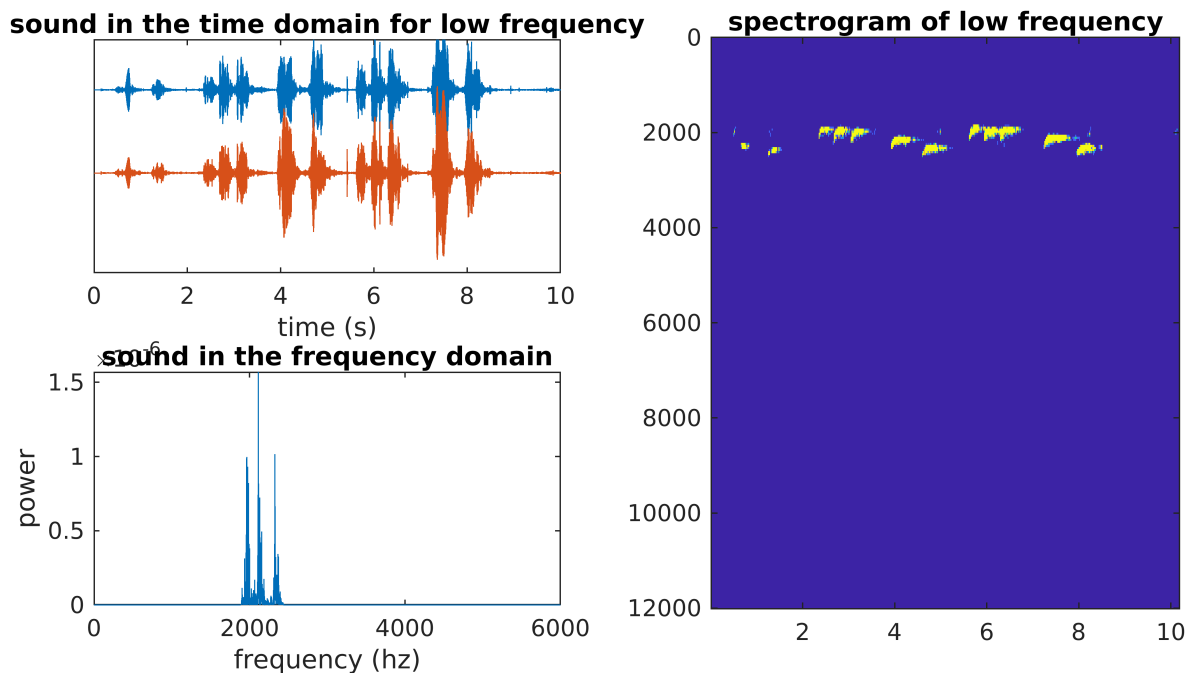 sound in the time domain for low frequency
0 2 4 6 8 10
time (s)
×10-6
sound in the frequency domain
1.5
1
0.5
0
power
0 2000 4000 6000
frequency (hz)
spectrogram of low frequency
0
2000
4000
6000
8000
10000
12000
2 4 6 8 10